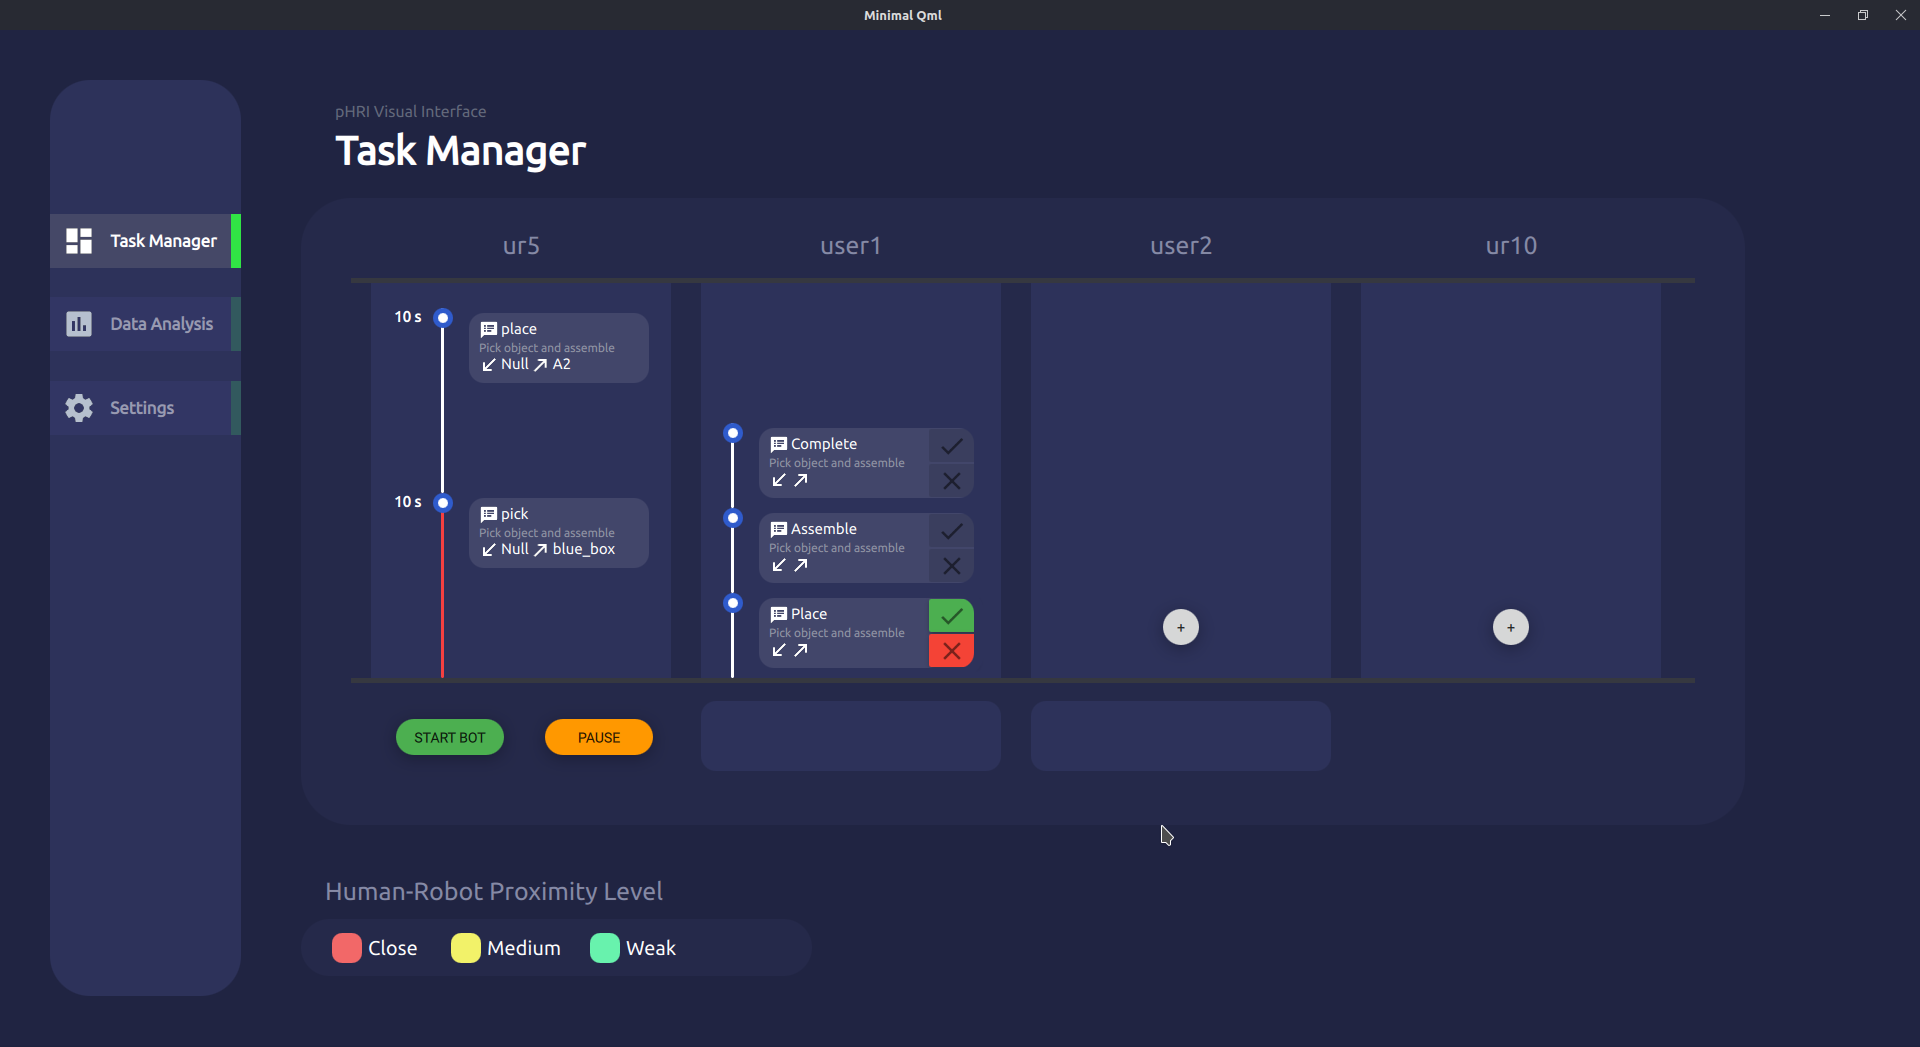 Minimal Qml
pHRI Visual Interface
Task Manager
Task Manager
Data Analysis
Settings
ur5
user1
user2
ur10
10 s
place
Pick object and assemble
Null A2
10 s
pick
Pick object and assemble
Null blue_box
Complete
Pick object and assemble
Assemble
Pick object and assemble
Place
Pick object and assemble
+
+
START BOT
PAUSE
Human-Robot Proximity Level
Close
Medium
Weak